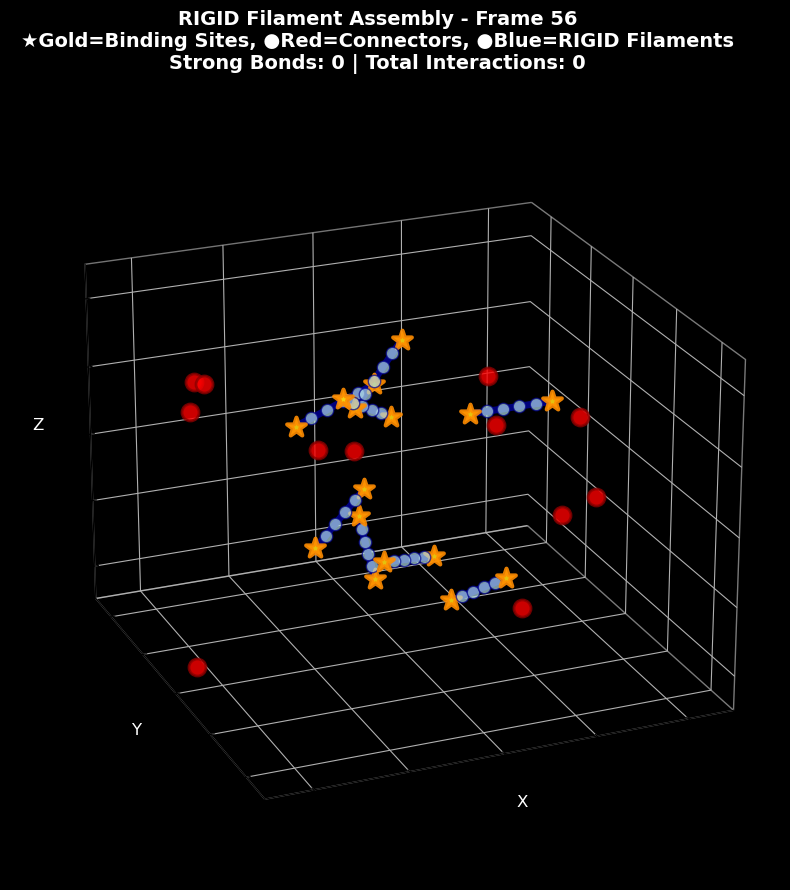 RIGID Filament Assembly - Frame 56
★Gold=Binding Sites, ●Red=Connectors, ●Blue=RIGID Filaments
Strong Bonds: 0 | Total Interactions: 0
Z
Y
X